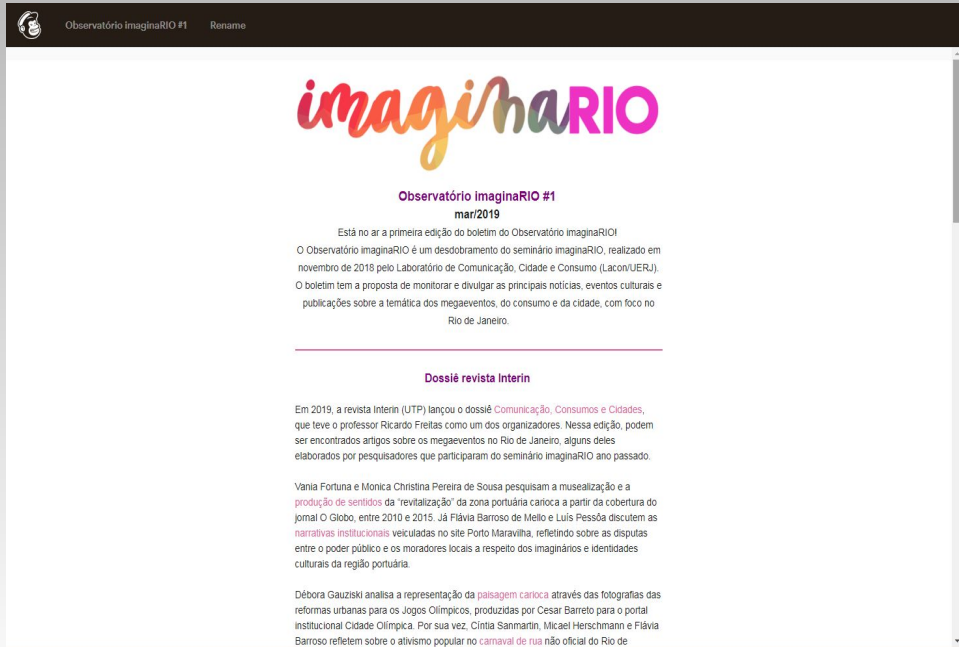 Observatório imaginaRIO #1 Rename
imaginaRIO
Observatório imaginaRIO #1
mar/2019
Está no ar a primeira edição do boletim do Observatório imaginaRIO!
O Observatório imaginaRIO é um desdobramento do seminário imaginaRIO, realizado em
novembro de 2018 pelo Laboratório de Comunicação, Cidade e Consumo (Lacon/UERJ).
O boletim tem a proposta de monitorar e divulgar as principais notícias, eventos culturais e
publicações sobre a temática dos megaeventos, do consumo e da cidade, com foco no
Rio de Janeiro.
Dossiê revista Interin
Em 2019, a revista Interin (UTP) lançou o dossiê Comunicação, Consumos e Cidades,
que teve o professor Ricardo Freitas como um dos organizadores. Nessa edição, podem
ser encontrados artigos sobre os megaeventos no Rio de Janeiro, alguns deles
elaborados por pesquisadores que participaram do seminário imaginaRIO ano passado.
Vania Fortuna e Monica Christina Pereira de Sousa pesquisam a musealização e a
produção de sentidos da “revitalização” da zona portuária carioca a partir da cobertura do
jornal O Globo, entre 2010 e 2015. Já Flávia Barroso de Mello e Luís Pessôa discutem as
narrativas institucionais veiculadas no site Porto Maravilha, refletindo sobre as disputas
entre o poder público e os moradores locais a respeito dos imaginários e identidades
culturais da região portuária.
Débora Gauziski analisa a representação da paisagem carioca através das fotografias das
reformas urbanas para os Jogos Olímpicos, produzidas por Cesar Barreto para o portal
institucional Cidade Olímpica. Por sua vez, Cíntia Sanmartin, Micael Herschmann e Flávia
Barroso refletem sobre o ativismo popular no carnaval de rua não oficial do Rio de